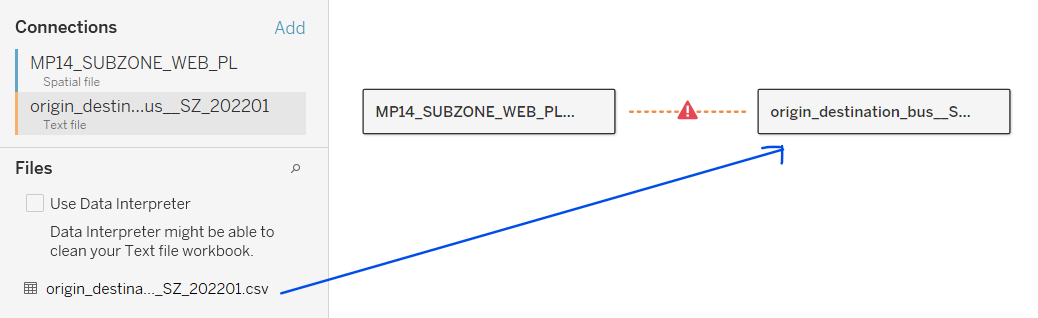 Connections
Add
MP14_SUBZONE_WEB_PL
Spatial file
origin_destin...us__SZ_202201
Text file
Files
Use Data Interpreter
Data Interpreter might be able to
clean your Text file workbook.
origin_destina..._SZ_202201.csv
MP14_SUBZONE_WEB_PL...
origin_destination_bus__S...